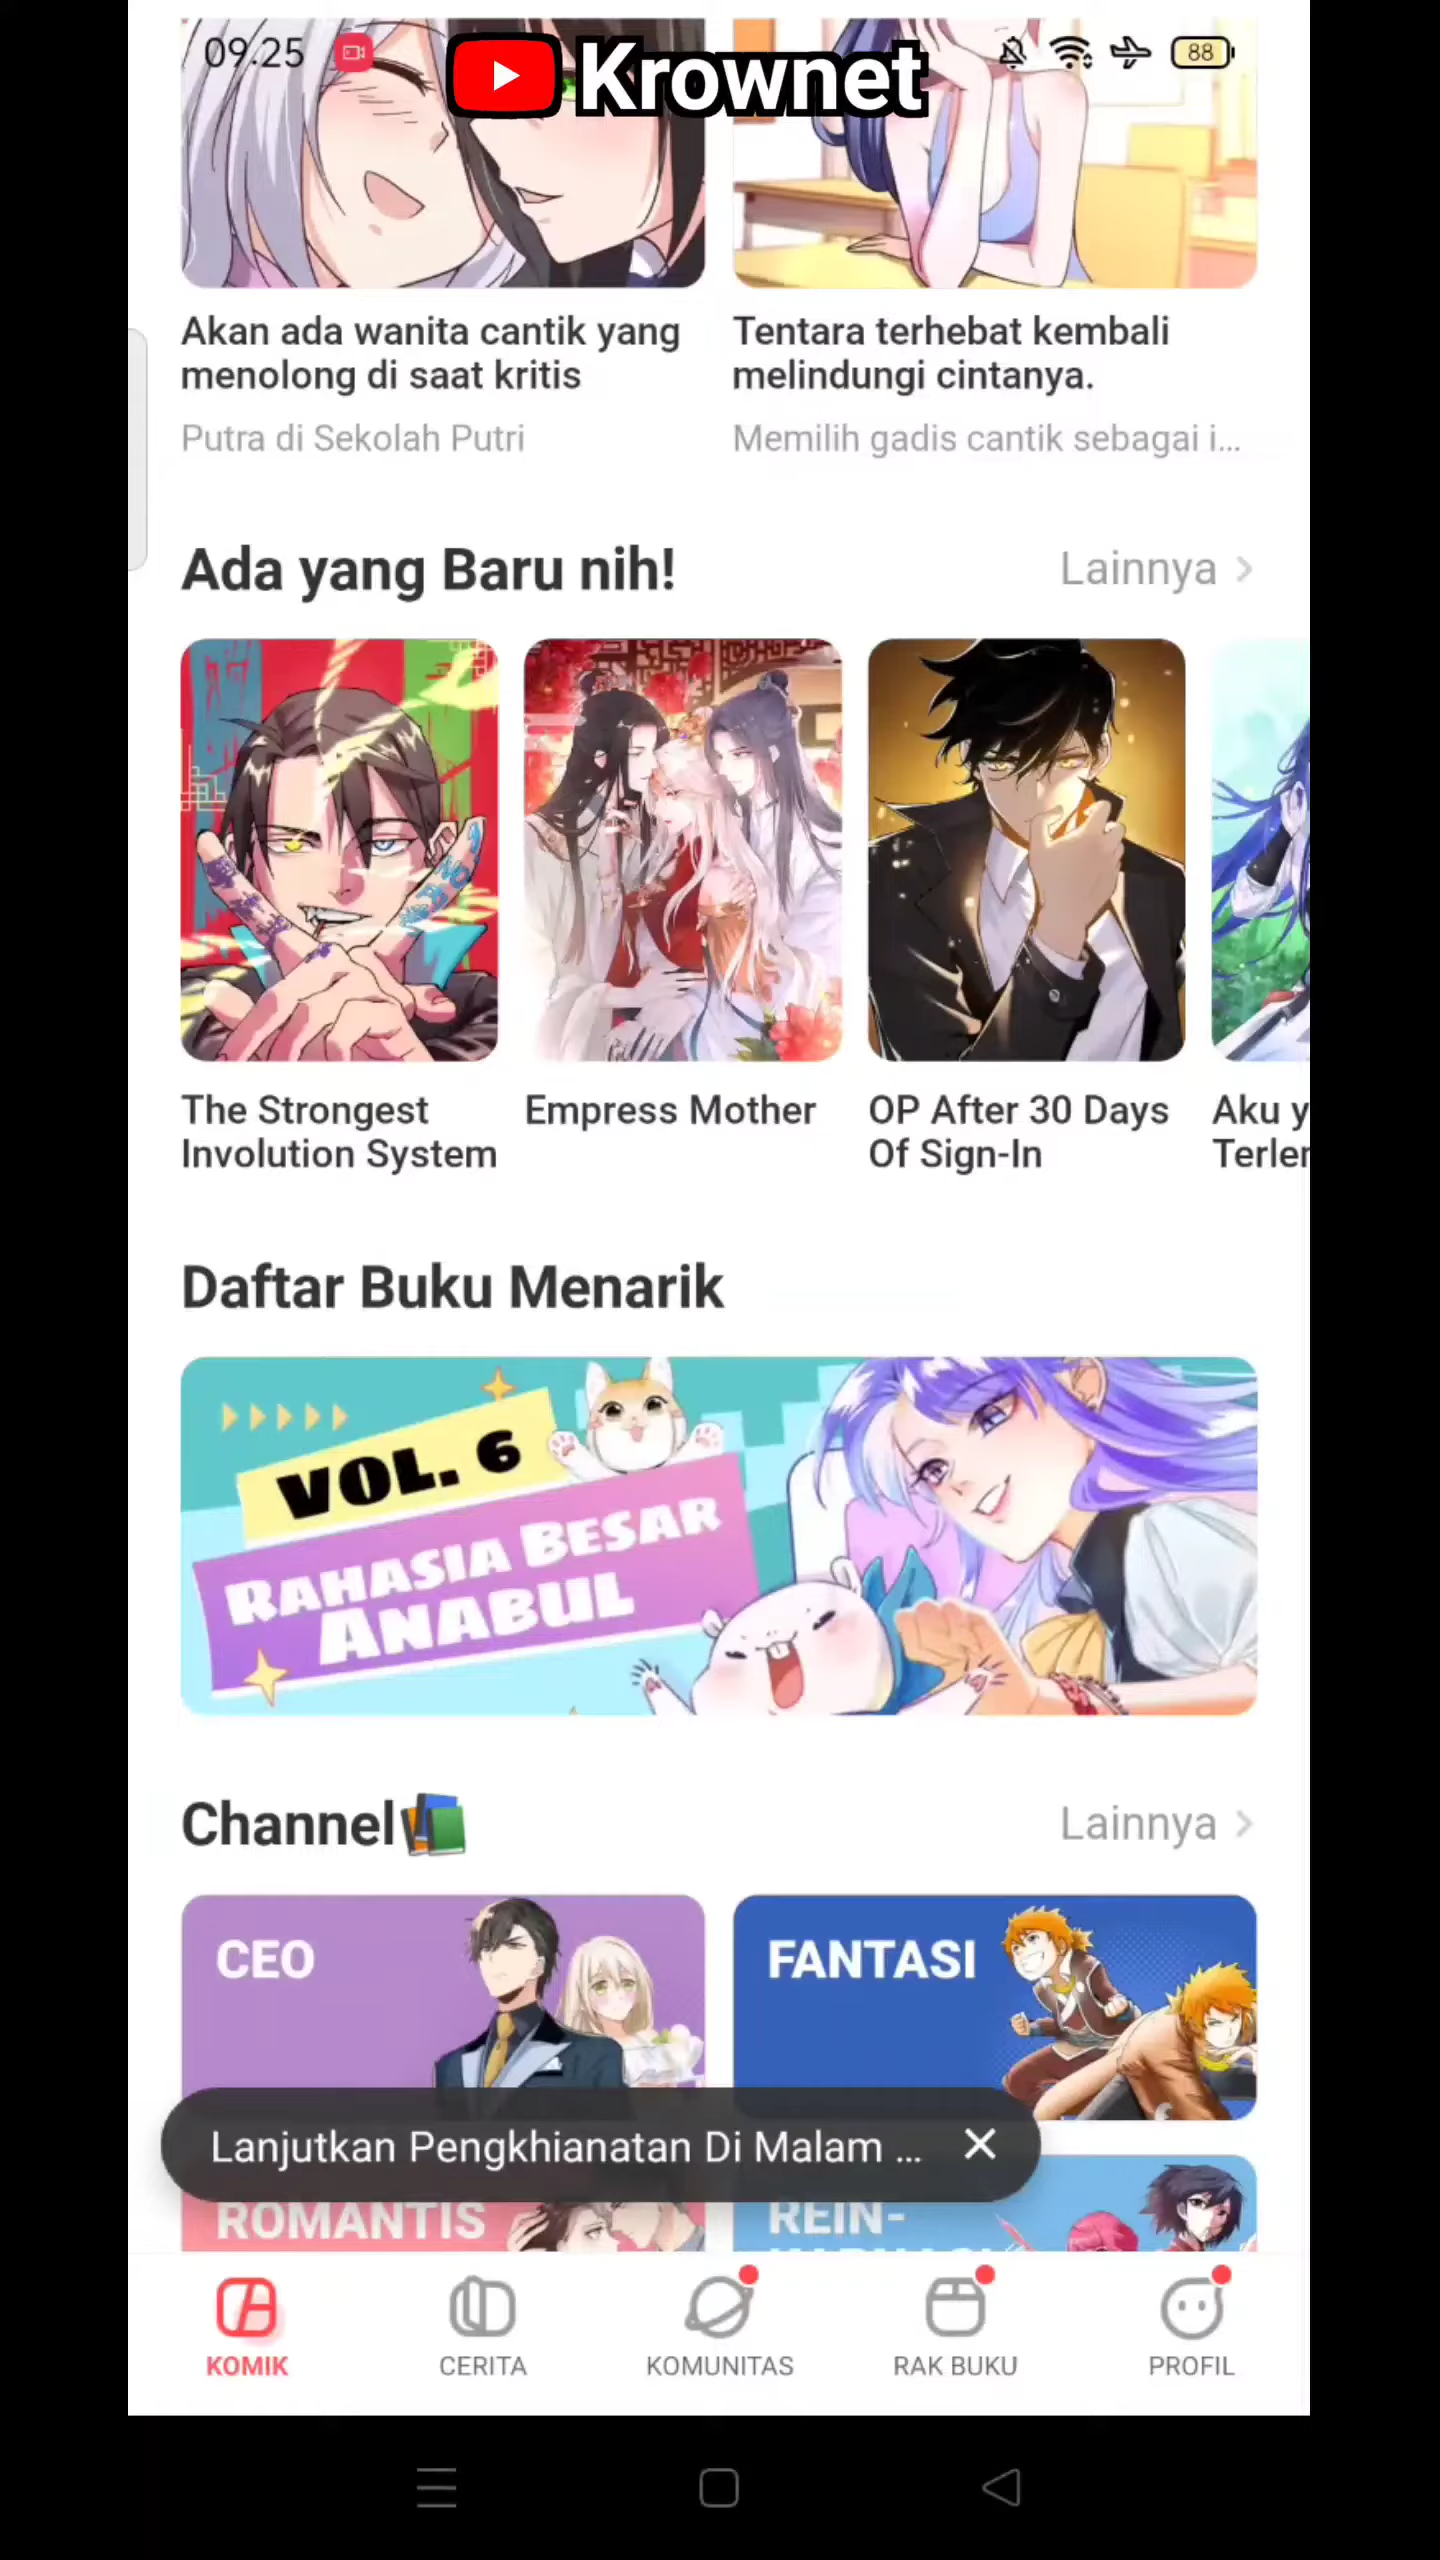 09.25
Krownet
88
Akan ada wanita cantik yang
menolong di saat kritis
Putra di Sekolah Putri
Tentara terhebat kembali
melindungi cintanya.
Memilih gadis cantik sebagai i...
Ada yang Baru nih!
Lainnya
The Strongest
Involution System
Empress Mother
OP After 30 Days
Of Sign-In
Aku y
Terler
Daftar Buku Menarik
VOL. 6
RAHASIA BESAR
ANABUL
Channel
Lainnya
CEO
FANTASI
Lanjutkan Pengkhianatan Di Malam ...
ROMANTIS
REIN-
KOMIK
CERITA
KOMUNITAS
RAK BUKU
PROFIL